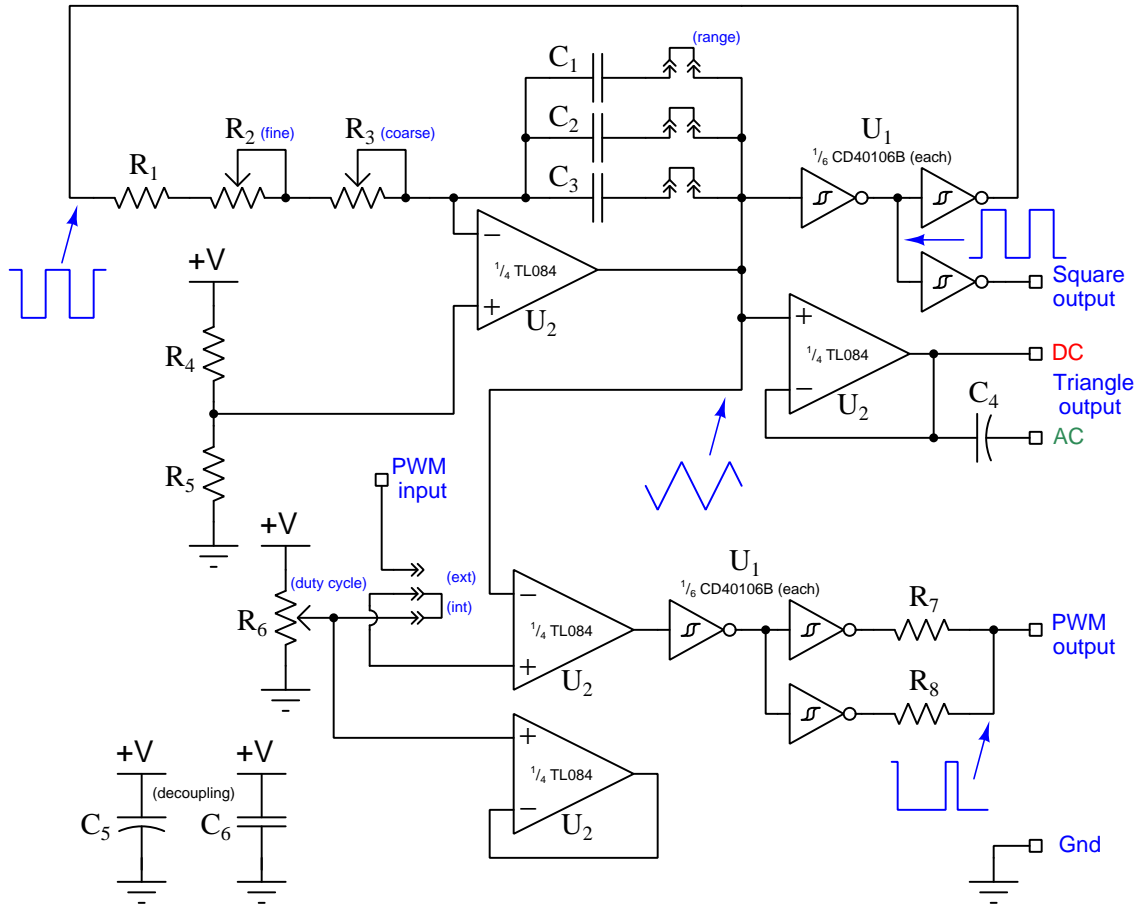 C1
(range)
R2 (fine)
R3 (coarse)
C2
U1
1/6 CD40106B (each)
R1
C3
−
1/4 TL084
+
U2
+V
Square
output
R4
+
1/4 TL084
−
U2
DC
Triangle
output
C4
AC
R5
PWM
input
+V
(duty cycle)
(ext)
(int)
R6
−
1/4 TL084
+
U2
U1
1/6 CD40106B (each)
R7
PWM
output
R8
+
1/4 TL084
−
U2
+V
(decoupling)
+V
C5
C6
Gnd